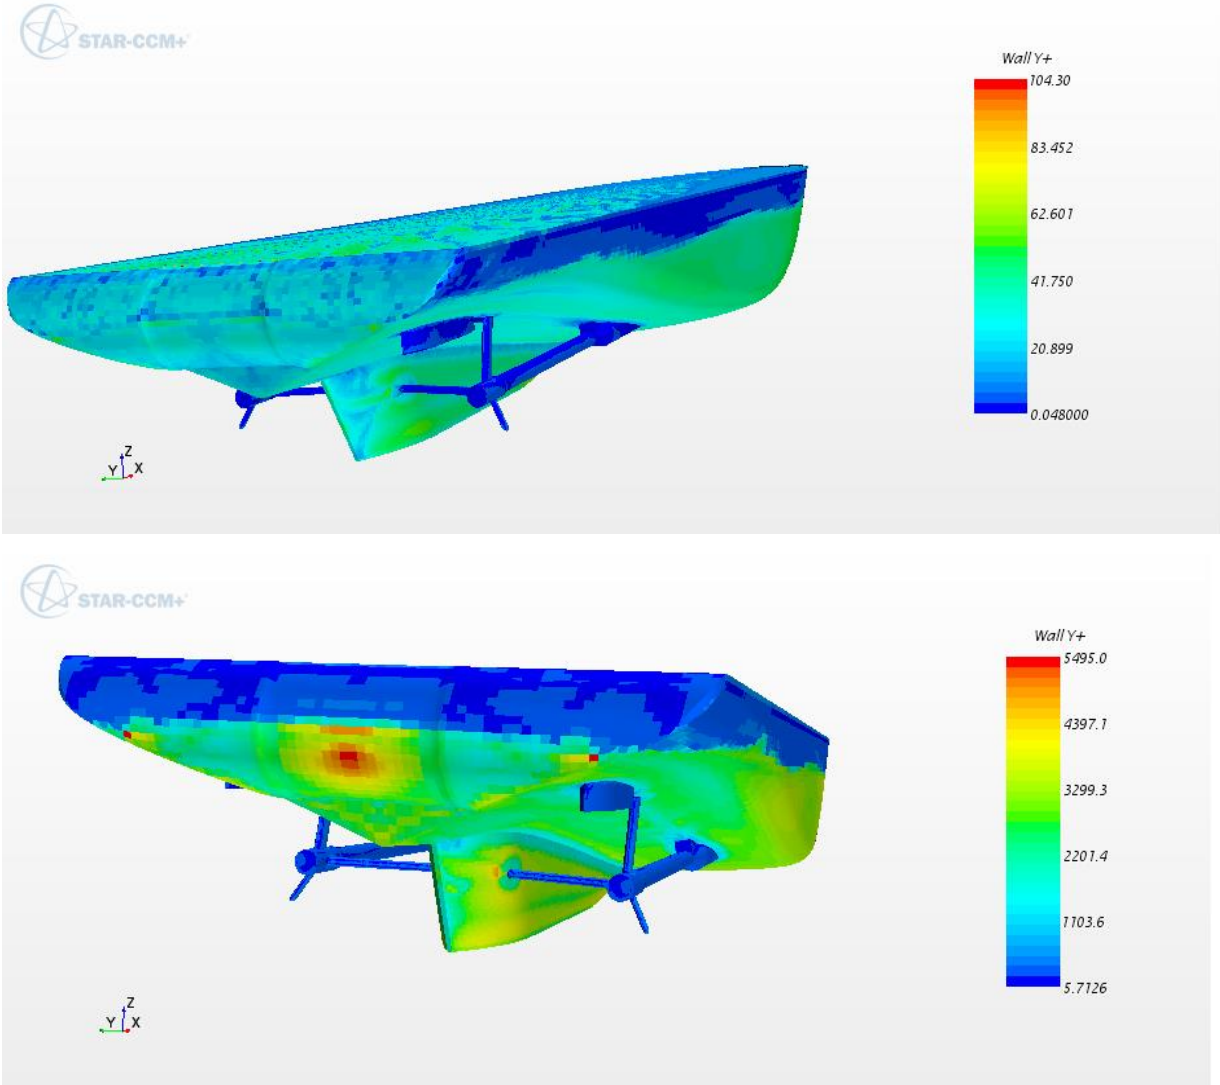 STAR-CCM+
Wall Y+
104.30
83.452
62.601
41.750
20.899
0.048000
Z
Y X
STAR-CCM+
Wall Y+
5495.0
4397.1
3299.3
2201.4
1103.6
5.7126
Z
Y X